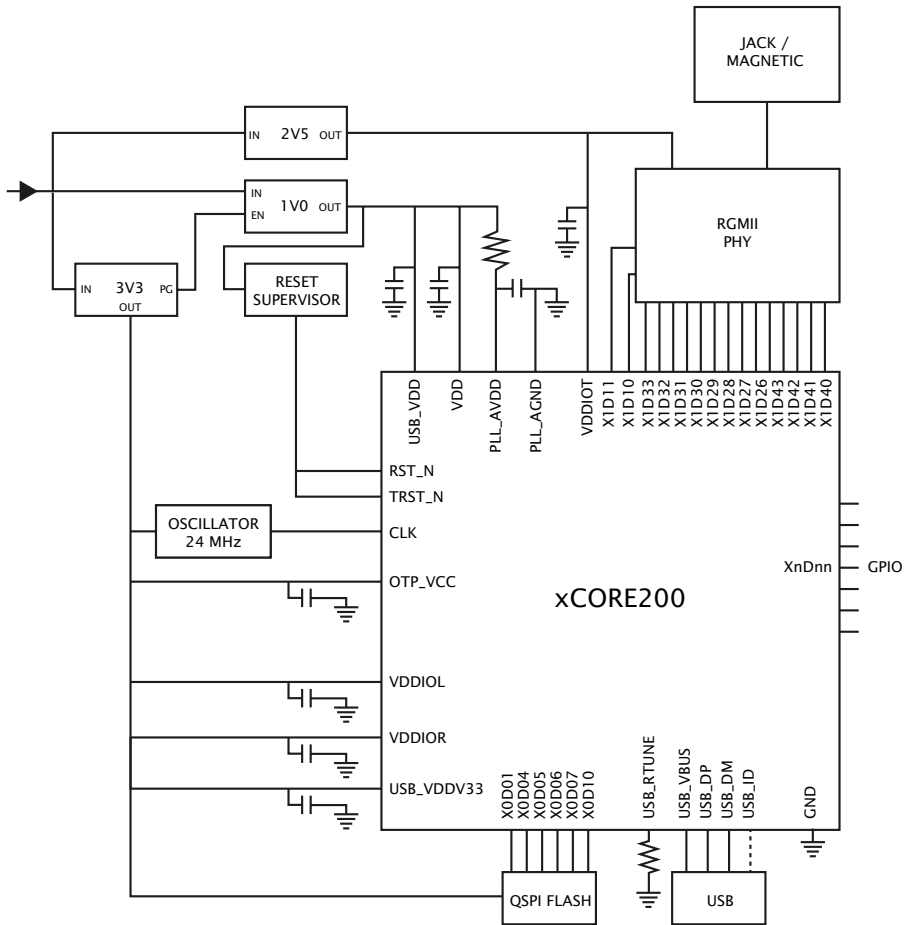 JACK /
MAGNETIC
IN 2V5 OUT
IN
1V0 OUT
EN
RGMII
PHY
IN 3V3 PG
OUT
RESET
SUPERVISOR
USB_VDD
VDD
PLL_AVDD
PLL_AGND
VDDIOT
X1D11
X1D10
X1D33
X1D32
X1D31
X1D30
X1D29
X1D28
X1D27
X1D26
X1D43
X1D42
X1D41
X1D40
RST_N
TRST_N
OSCILLATOR
24 MHz
CLK
OTP_VCC
XnDnn GPIO
xCORE200
VDDIOL
VDDIOR
USB_VDDV33
X0D01
X0D04
X0D05
X0D06
X0D07
X0D10
USB_RTUNE
USB_VBUS
USB_DP
USB_DM
USB_ID
GND
QSPI FLASH
USB